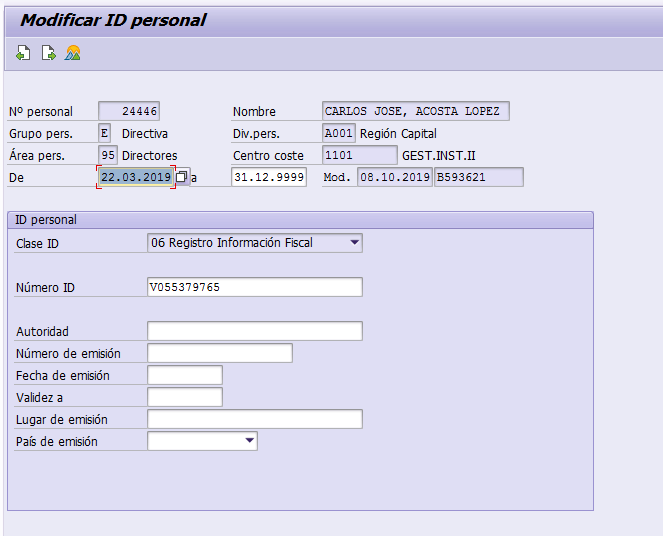 Modificar ID personal
Nº personal 24446 Nombre CARLOS JOSE, ACOSTA LOPEZ
Grupo pers. E Directiva Div.pers. A001 Región Capital
Área pers. 95 Directores Centro coste 1101 GEST.INST.II
De 22.03.2019 a 31.12.9999 Mod. 08.10.2019 B593621
ID personal
Clase ID 06 Registro Información Fiscal
Número ID V055379765
Autoridad
Número de emisión
Fecha de emisión
Validez a
Lugar de emisión
País de emisión